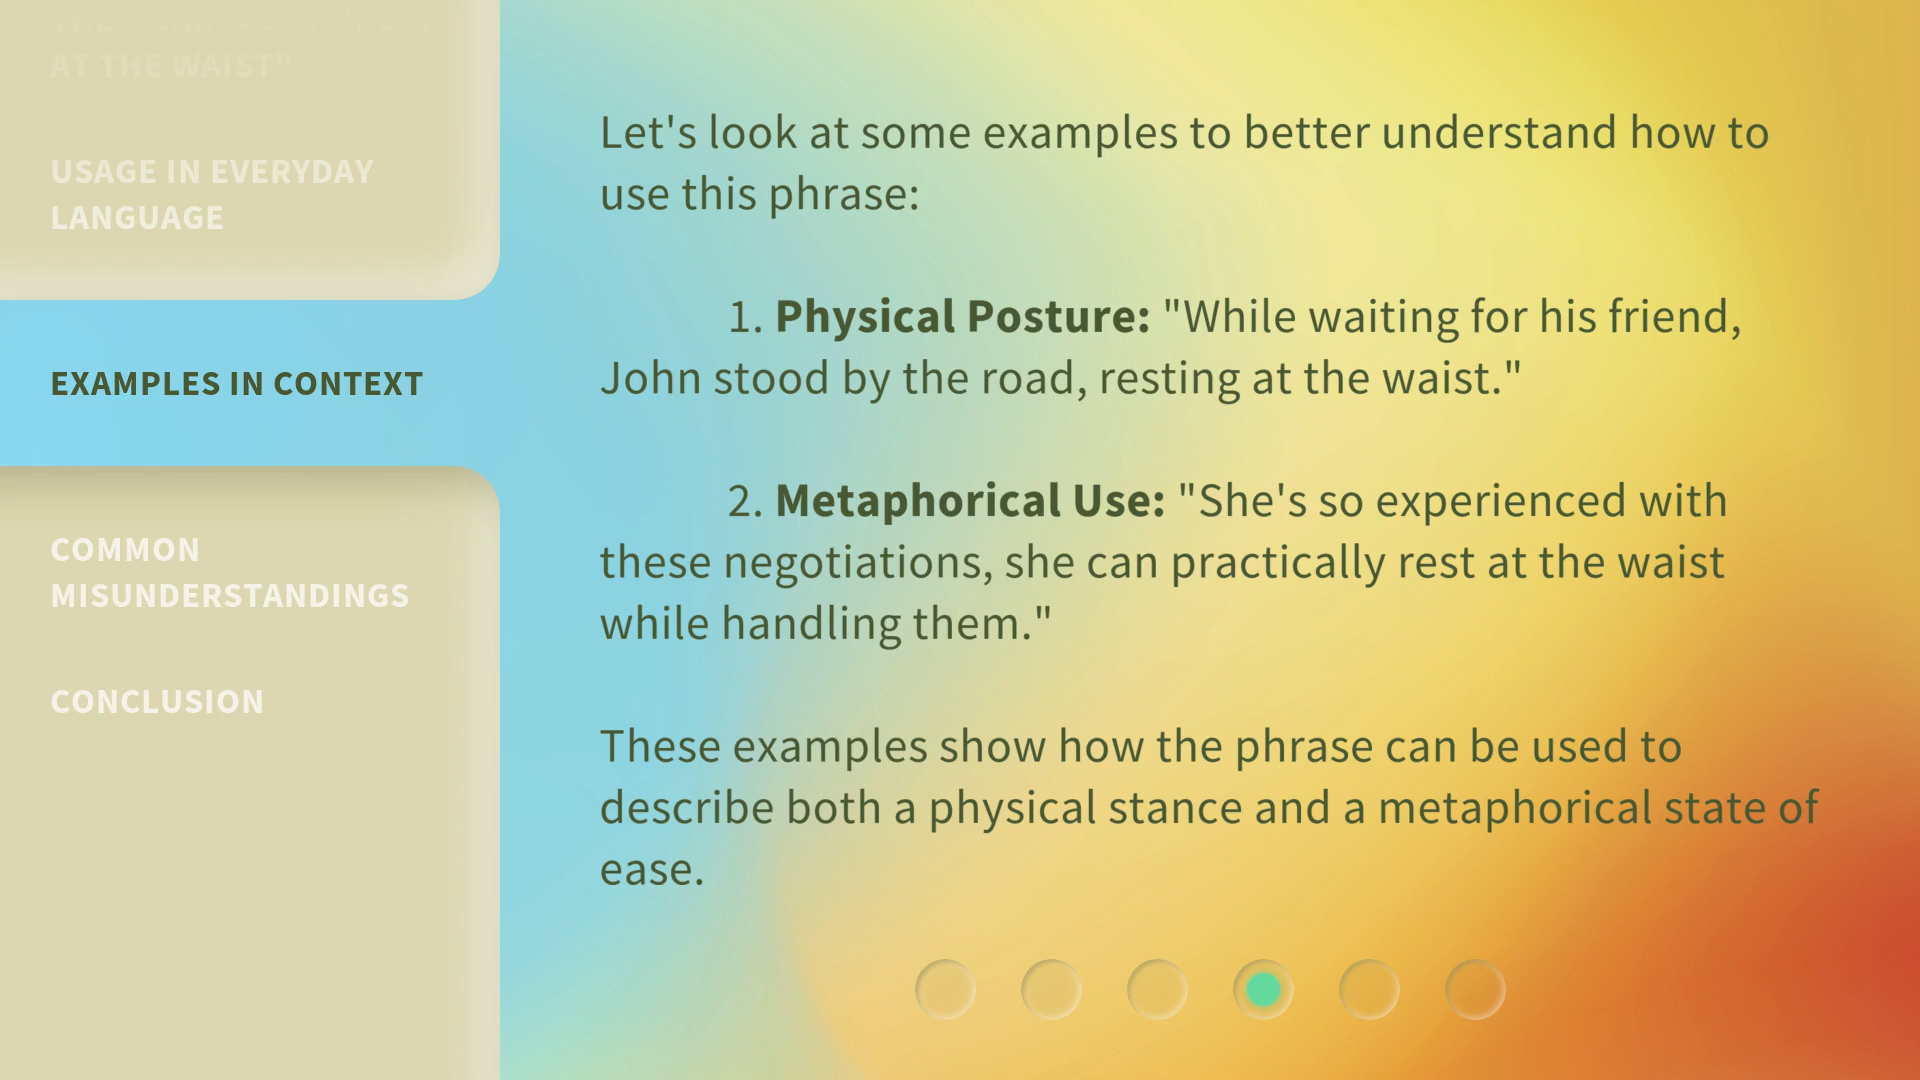 THE MEANING OF "REST
AT THE WAIST"
USAGE IN EVERYDAY
LANGUAGE
EXAMPLES IN CONTEXT
COMMON
MISUNDERSTANDINGS
CONCLUSION
Let's look at some examples to better understand how to
use this phrase:
1. Physical Posture: "While waiting for his friend,
John stood by the road, resting at the waist."
2. Metaphorical Use: "She's so experienced with
these negotiations, she can practically rest at the waist
while handling them."
These examples show how the phrase can be used to
describe both a physical stance and a metaphorical state of
ease.